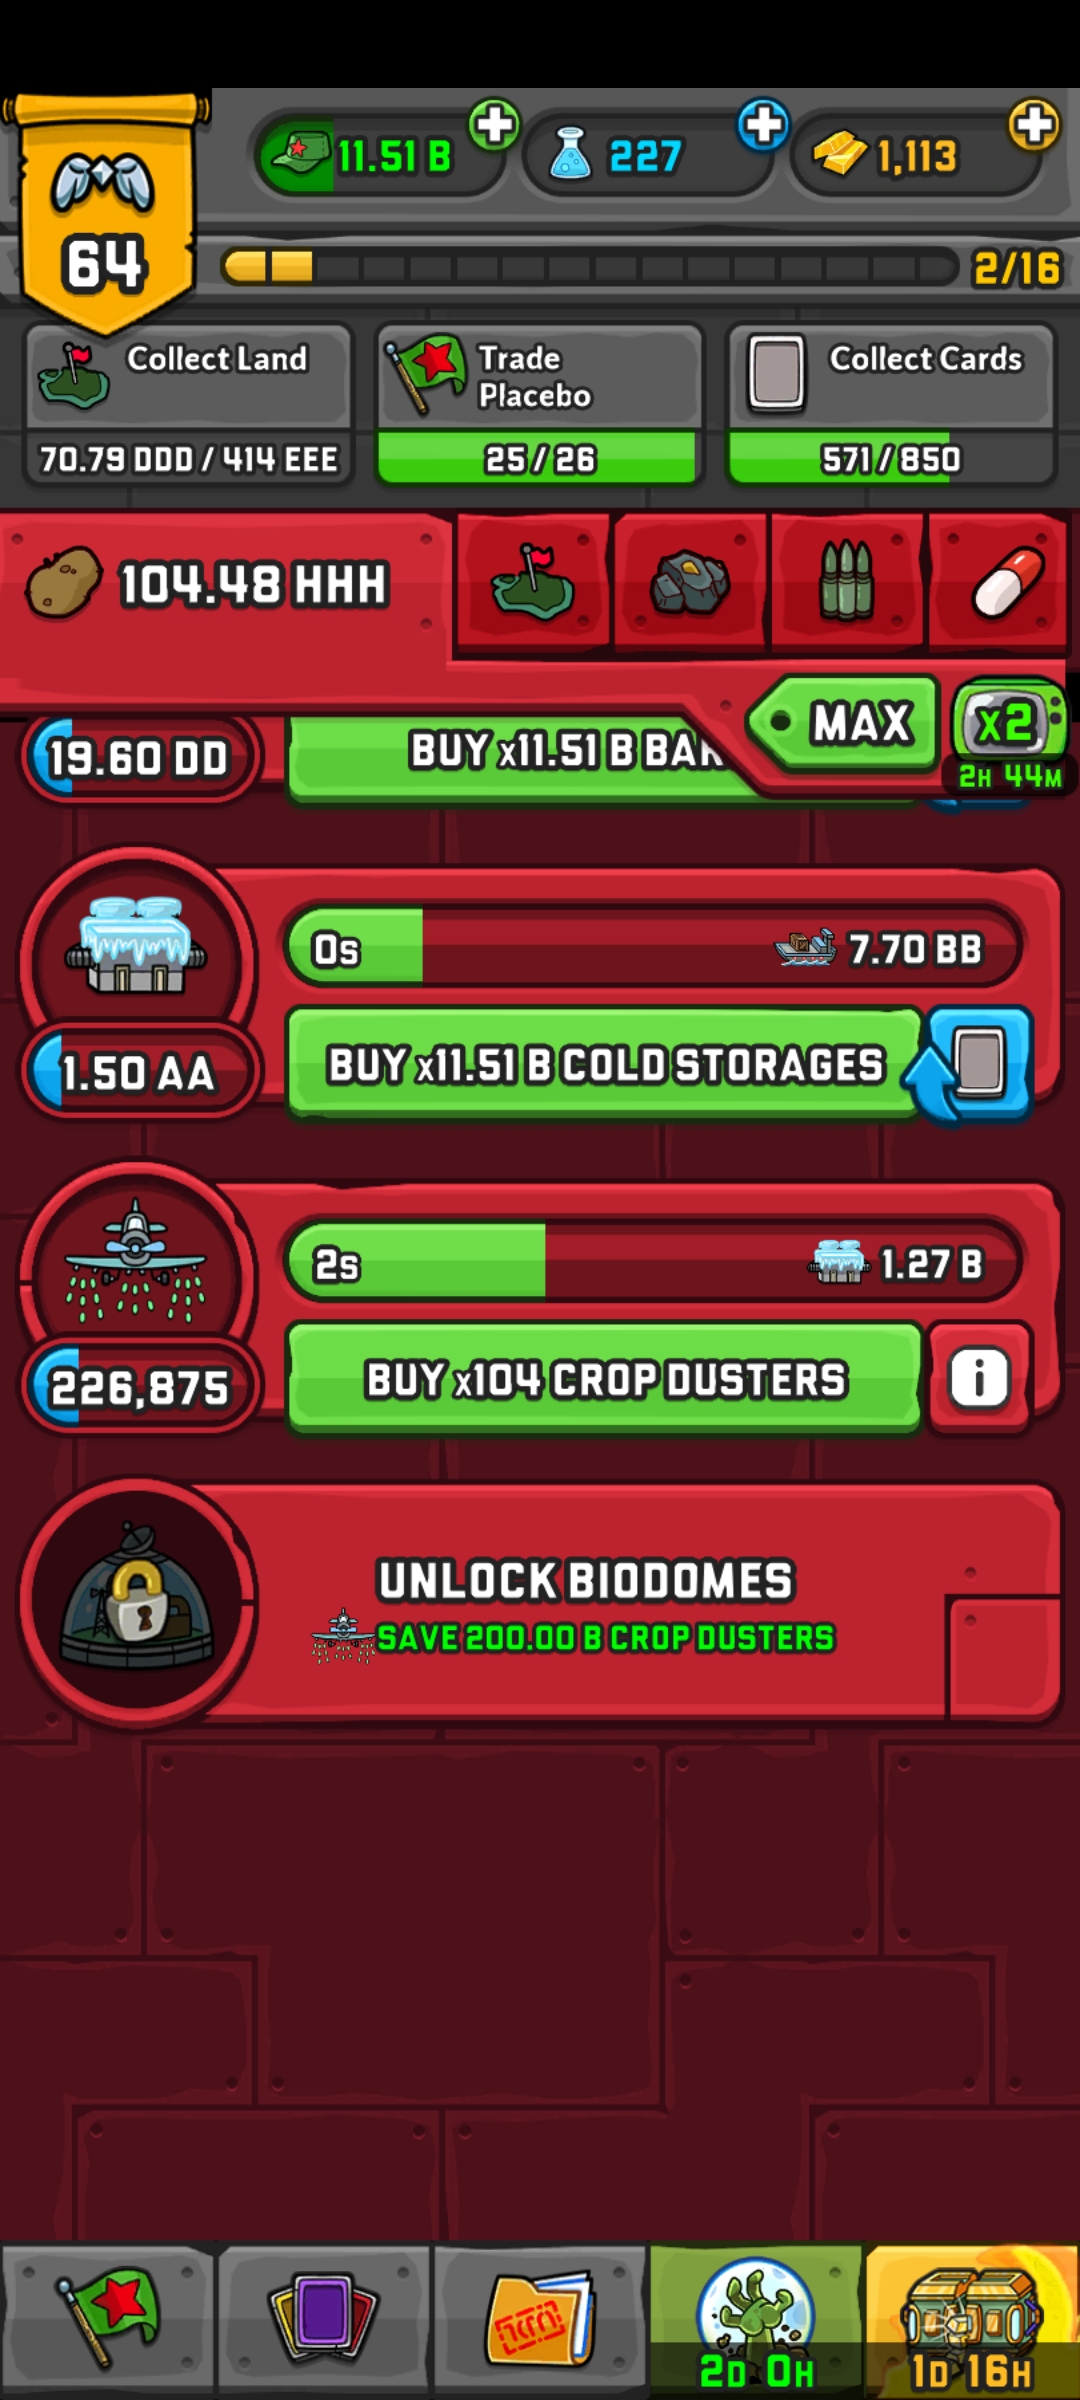 64
11.51 B
227
1,113
2/16
Collect Land
70.79 DDD / 414 EEE
Trade
Placebo
25 / 26
Collect Cards
571 / 850
104.48 HHH
MAX
x2
2H 44M
19.60 DD
BUY x11.51 B BAR
0s
7.70 BB
1.50 AA
BUY x11.51 B COLD STORAGES
2s
1.27 B
226,875
BUY x104 CROP DUSTERS
i
UNLOCK BIODOMES
SAVE 200.00 B CROP DUSTERS
2D 0H
1D 16H